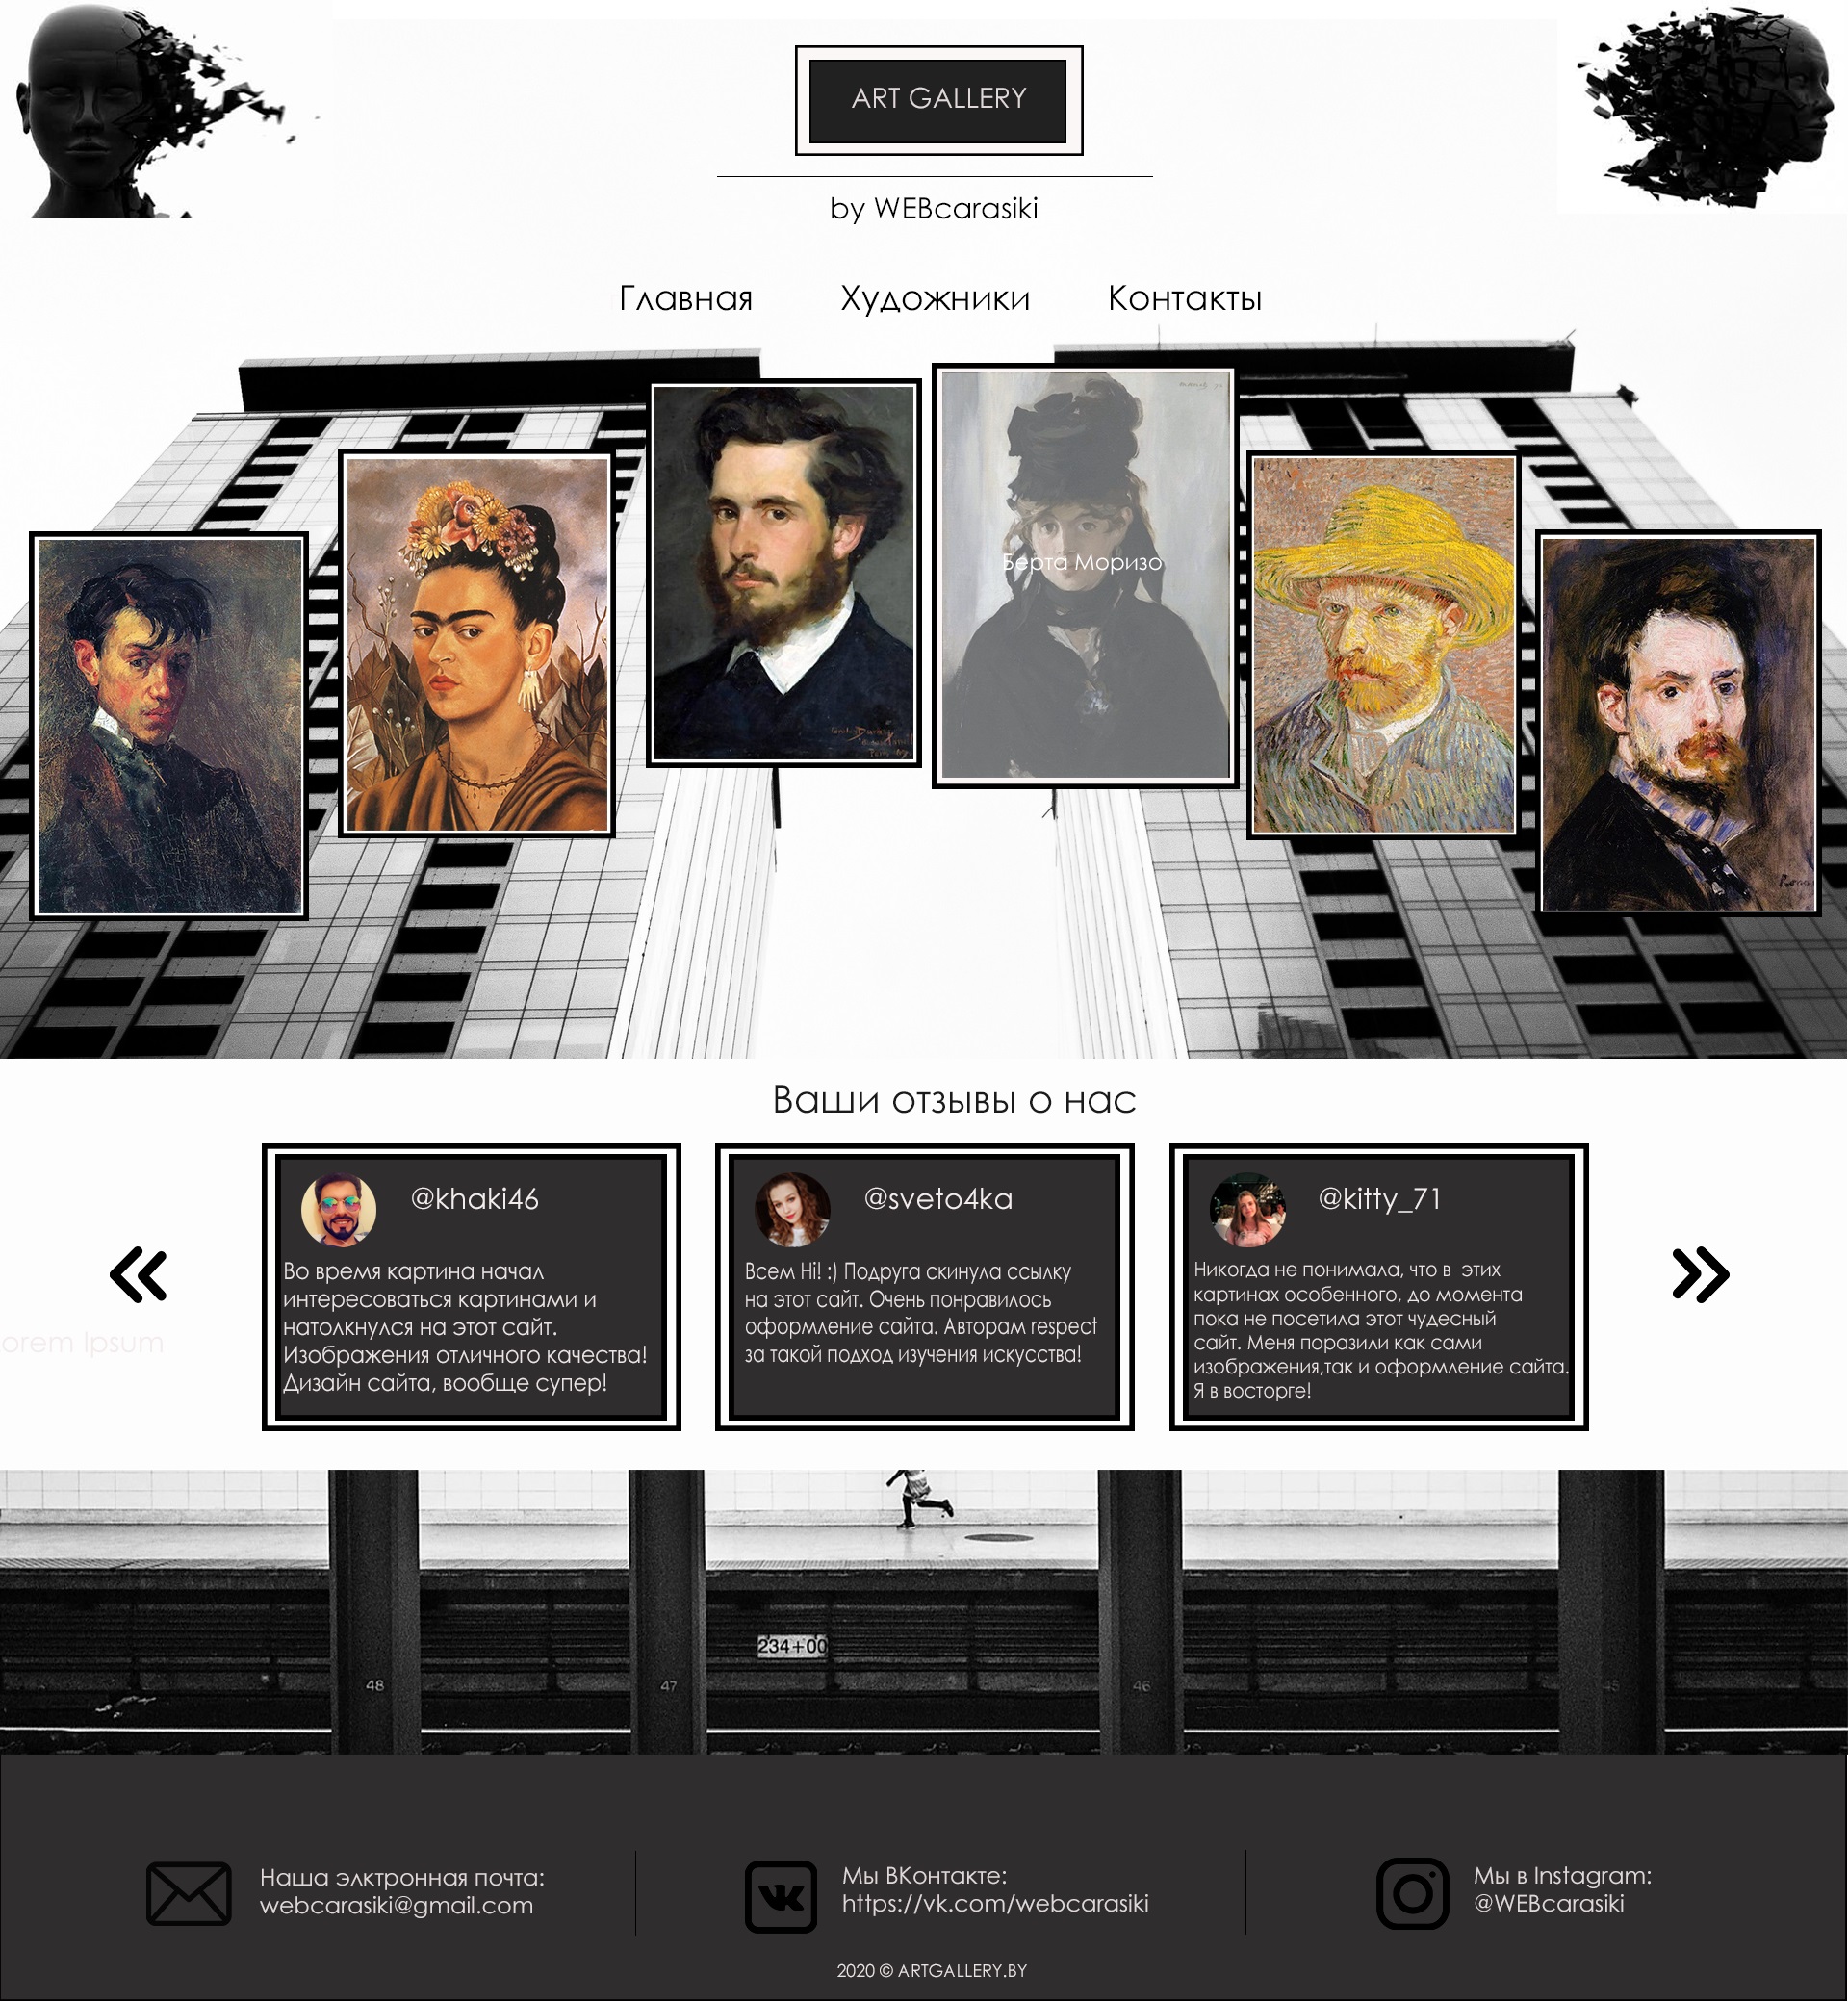 ART GALLERY
by WEBcarasiki
Главная Художники Контакты
Берта Моризо
Ваши отзывы о нас
@khaki46
Во время картина начал
интересоваться картинами и
натолкнулся на этот сайт.
Изображения отличного качества!
Дизайн сайта, вообще супер!
@sveto4ka
Всем Hi! :) Подруга скинула ссылку
на этот сайт. Очень понравилось
оформление сайта. Авторам respect
за такой подход изучения искусства!
@kitty_71
Никогда не понимала, что в этих
картинах особенного, до момента
пока не посетила этот чудесный
сайт. Меня поразили как сами
изображения,так и оформление сайта.
Я в восторге!
orem Ipsum
234+00
48 47 46 45
Наша элктронная почта:
webcarasiki@gmail.com
Мы ВКонтакте:
https://vk.com/webcarasiki
Мы в Instagram:
@WEBcarasiki
2020 © ARTGALLERY.BY